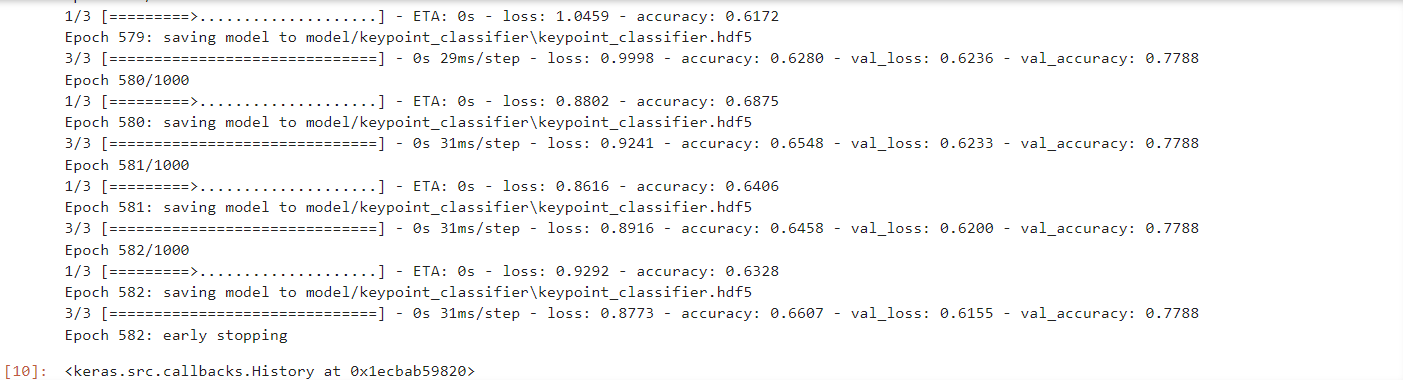 1/3 [=========>....................] - ETA: 0s - loss: 1.0459 - accuracy: 0.6172
Epoch 579: saving model to model/keypoint_classifier\keypoint_classifier.hdf5
3/3 [==============================] - 0s 29ms/step - loss: 0.9998 - accuracy: 0.6280 - val_loss: 0.6236 - val_accuracy: 0.7788
Epoch 580/1000
1/3 [=========>....................] - ETA: 0s - loss: 0.8802 - accuracy: 0.6875
Epoch 580: saving model to model/keypoint_classifier\keypoint_classifier.hdf5
3/3 [==============================] - 0s 31ms/step - loss: 0.9241 - accuracy: 0.6548 - val_loss: 0.6233 - val_accuracy: 0.7788
Epoch 581/1000
1/3 [=========>....................] - ETA: 0s - loss: 0.8616 - accuracy: 0.6406
Epoch 581: saving model to model/keypoint_classifier\keypoint_classifier.hdf5
3/3 [==============================] - 0s 31ms/step - loss: 0.8916 - accuracy: 0.6458 - val_loss: 0.6200 - val_accuracy: 0.7788
Epoch 582/1000
1/3 [=========>....................] - ETA: 0s - loss: 0.9292 - accuracy: 0.6328
Epoch 582: saving model to model/keypoint_classifier\keypoint_classifier.hdf5
3/3 [==============================] - 0s 31ms/step - loss: 0.8773 - accuracy: 0.6607 - val_loss: 0.6155 - val_accuracy: 0.7788
Epoch 582: early stopping
[10]: <keras.src.callbacks.History at 0x1ecbab59820>